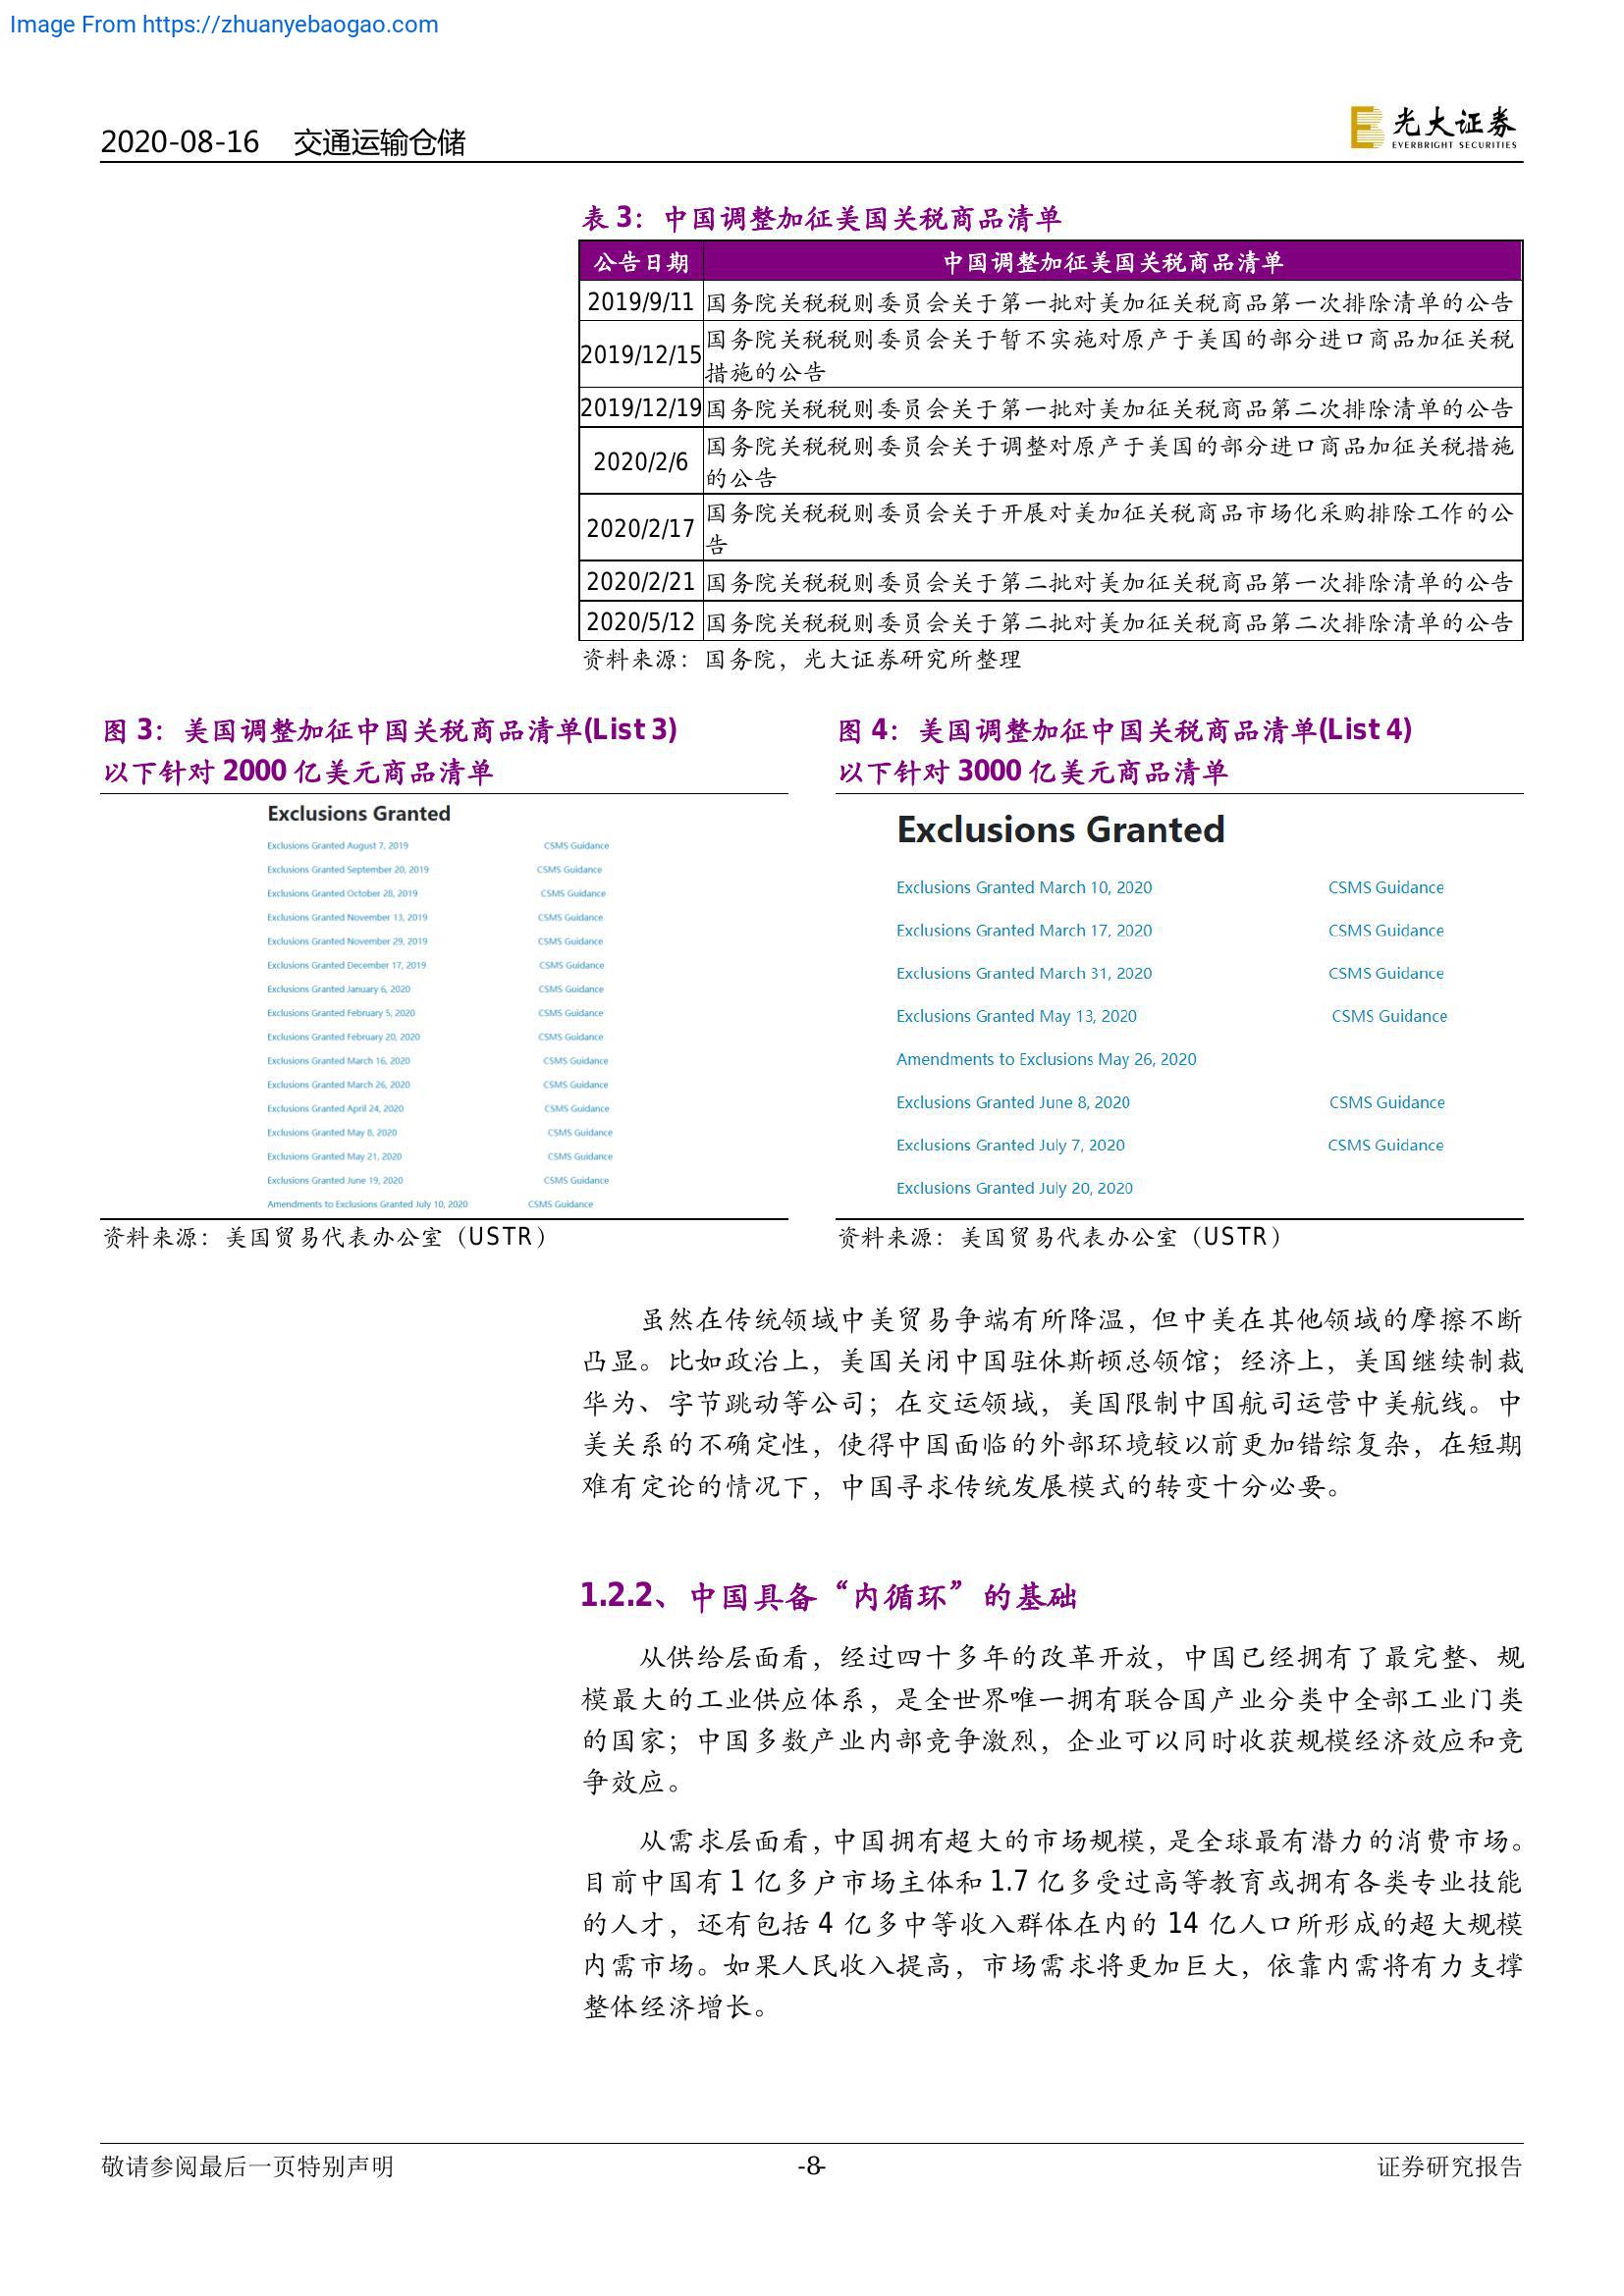 Image From https://zhuanyebaogao.com
2020-08-16 交通运输仓储
光大证券
EVERBRIGHT SECURITIES
表 3：中国调整加征美国关税商品清单
公告日期 中国调整加征美国关税商品清单
2019/9/11 国务院关税税则委员会关于第一批对美加征关税商品第一次排除清单的公告
2019/12/15 国务院关税税则委员会关于暂不实施对原产于美国的部分进口商品加征关税
措施的公告
2019/12/19 国务院关税税则委员会关于第一批对美加征关税商品第二次排除清单的公告
2020/2/6 国务院关税税则委员会关于调整对原产于美国的部分进口商品加征关税措施
的公告
2020/2/17 国务院关税税则委员会关于开展对美加征关税商品市场化采购排除工作的公
告
2020/2/21 国务院关税税则委员会关于第二批对美加征关税商品第一次排除清单的公告
2020/5/12 国务院关税税则委员会关于第二批对美加征关税商品第二次排除清单的公告
资料来源：国务院，光大证券研究所整理
图 3：美国调整加征中国关税商品清单(List 3)
以下针对 2000 亿美元商品清单
Exclusions Granted
Exclusions Granted August 7, 2019 CSMS Guidance
Exclusions Granted September 20, 2019 CSMS Guidance
Exclusions Granted October 28, 2019 CSMS Guidance
Exclusions Granted November 13, 2019 CSMS Guidance
Exclusions Granted November 29, 2019 CSMS Guidance
Exclusions Granted December 17, 2019 CSMS Guidance
Exclusions Granted January 6, 2020 CSMS Guidance
Exclusions Granted February 5, 2020 CSMS Guidance
Exclusions Granted February 20, 2020 CSMS Guidance
Exclusions Granted March 16, 2020 CSMS Guidance
Exclusions Granted March 26, 2020 CSMS Guidance
Exclusions Granted April 24, 2020 CSMS Guidance
Exclusions Granted May 8, 2020 CSMS Guidance
Exclusions Granted May 21, 2020 CSMS Guidance
Exclusions Granted June 19, 2020 CSMS Guidance
Amendments to Exclusions Granted July 10, 2020 CSMS Guidance
资料来源：美国贸易代表办公室（USTR）
图 4：美国调整加征中国关税商品清单(List 4)
以下针对 3000 亿美元商品清单
Exclusions Granted
Exclusions Granted March 10, 2020 CSMS Guidance
Exclusions Granted March 17, 2020 CSMS Guidance
Exclusions Granted March 31, 2020 CSMS Guidance
Exclusions Granted May 13, 2020 CSMS Guidance
Amendments to Exclusions May 26, 2020
Exclusions Granted June 8, 2020 CSMS Guidance
Exclusions Granted July 7, 2020 CSMS Guidance
Exclusions Granted July 20, 2020
资料来源：美国贸易代表办公室（USTR）
虽然在传统领域中美贸易争端有所降温，但中美在其他领域的摩擦不断
凸显。比如政治上，美国关闭中国驻休斯顿总领馆；经济上，美国继续制裁
华为、字节跳动等公司；在交运领域，美国限制中国航司运营中美航线。中
美关系的不确定性，使得中国面临的外部环境较以前更加错综复杂，在短期
难有定论的情况下，中国寻求传统发展模式的转变十分必要。
1.2.2、中国具备“内循环”的基础
从供给层面看，经过四十多年的改革开放，中国已经拥有了最完整、规
模最大的工业供应体系，是全世界唯一拥有联合国产业分类中全部工业门类
的国家；中国多数产业内部竞争激烈，企业可以同时收获规模经济效应和竞
争效应。
从需求层面看，中国拥有超大的市场规模，是全球最有潜力的消费市场。
目前中国有 1 亿多户市场主体和 1.7 亿多受过高等教育或拥有各类专业技能
的人才，还有包括 4 亿多中等收入群体在内的 14 亿人口所形成的超大规模
内需市场。如果人民收入提高，市场需求将更加巨大，依靠内需将有力支撑
整体经济增长。
敬请参阅最后一页特别声明 -8- 证券研究报告